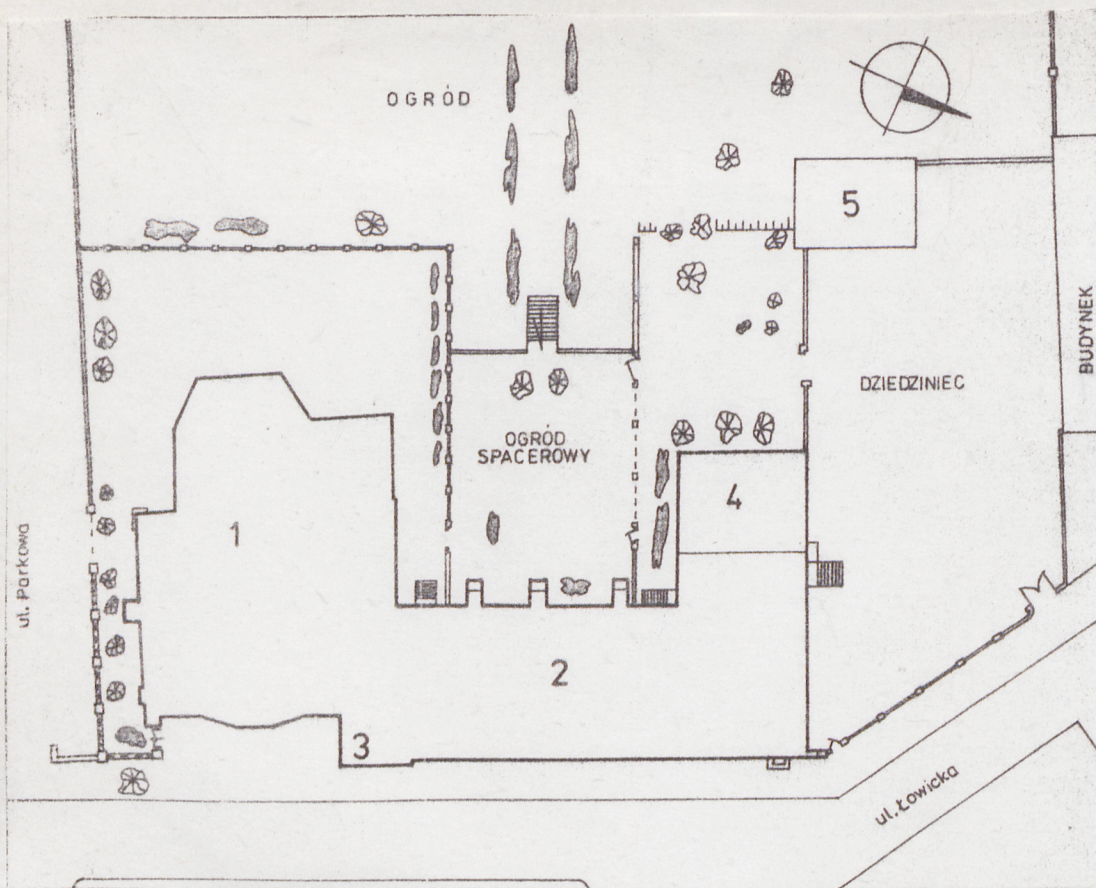 OGRÓD
5
BUDYNEK
DZIEDZINIEC
OGRÓD
SPACEROWY
4
1
ul. Parkowa
2
3
ul. Łowicka